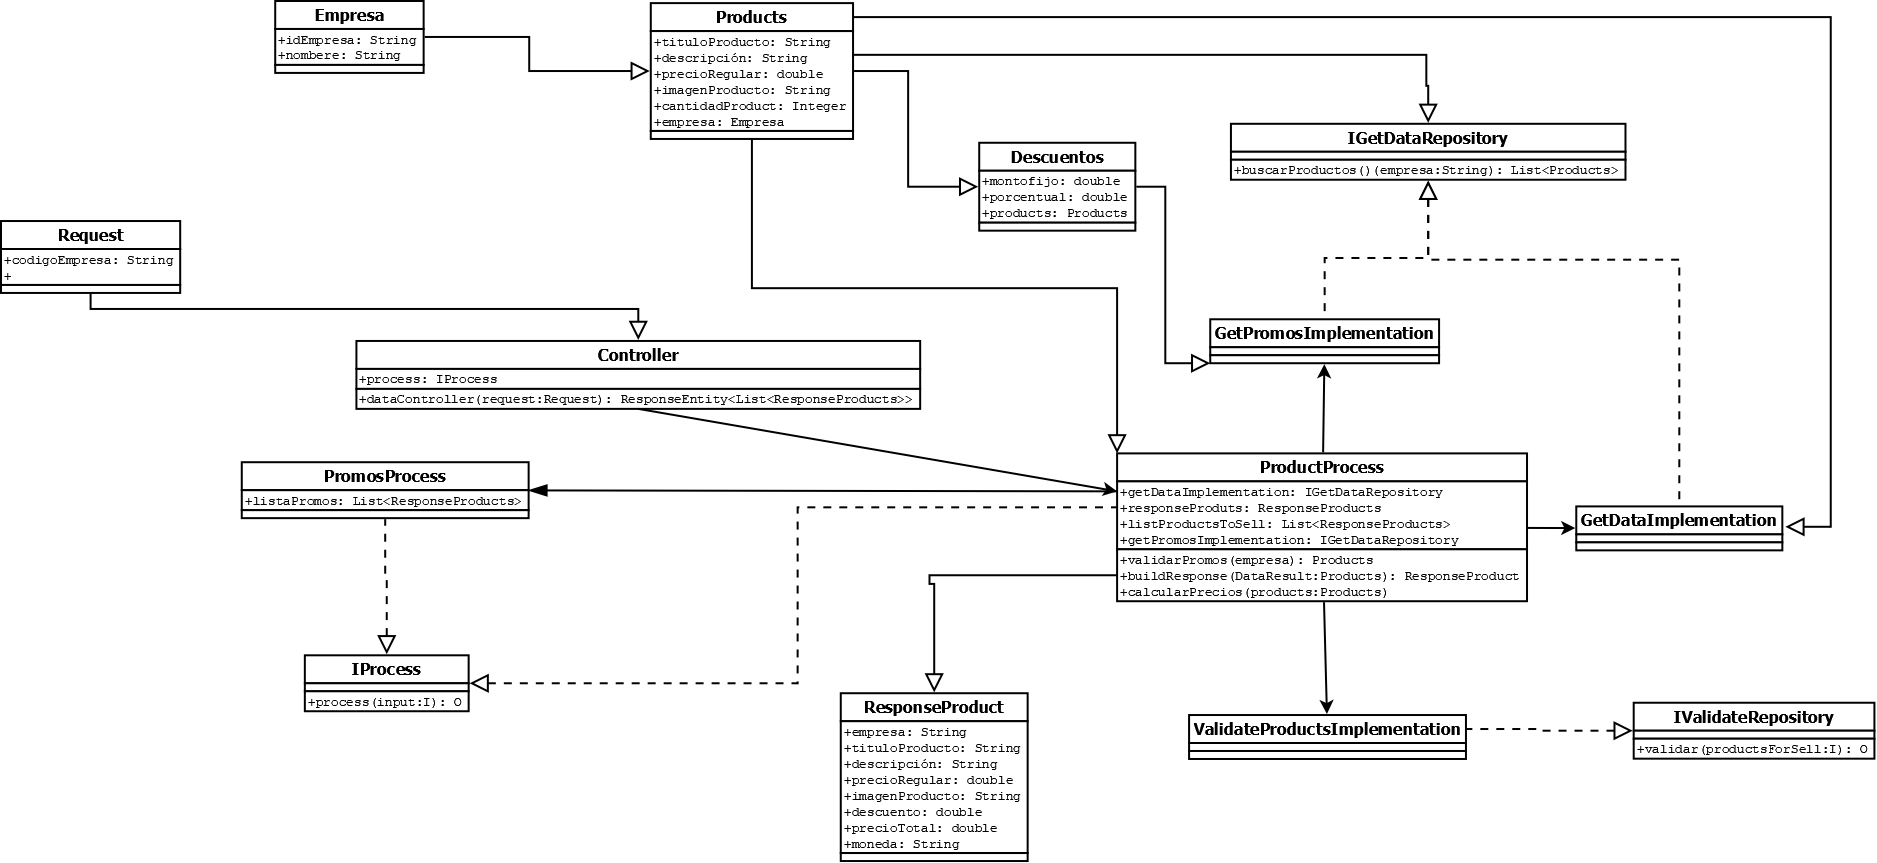 Empresa
+idEmpresa: String
+nombere: String
Products
+tituloProducto: String
+descripción: String
+precioRegular: double
+imagenProducto: String
+cantidadProduct: Integer
+empresa: Empresa
IGetDataRepository
+buscarProductos()(empresa:String): List<Products>
Descuentos
+montofijo: double
+porcentual: double
+products: Products
Request
+codigoEmpresa: String
+
GetPromosImplementation
Controller
+process: IProcess
+dataController(request:Request): ResponseEntity<List<ResponseProducts>>
PromosProcess
+listaPromos: List<ResponseProducts>
ProductProcess
+getDataImplementation: IGetDataRepository
+responseProduts: ResponseProducts
+listProductsToSell: List<ResponseProducts>
+getPromosImplementation: IGetDataRepository
+validarPromos(empresa): Products
+buildResponse(DataResult:Products): ResponseProduct
+calcularPrecios(products:Products)
GetDataImplementation
IProcess
+process(input:I): O
ResponseProduct
+empresa: String
+tituloProducto: String
+descripción: String
+precioRegular: double
+imagenProducto: String
+descuento: double
+precioTotal: double
+moneda: String
ValidateProductsImplementation
IValidateRepository
+validar(productsForSell:I): O